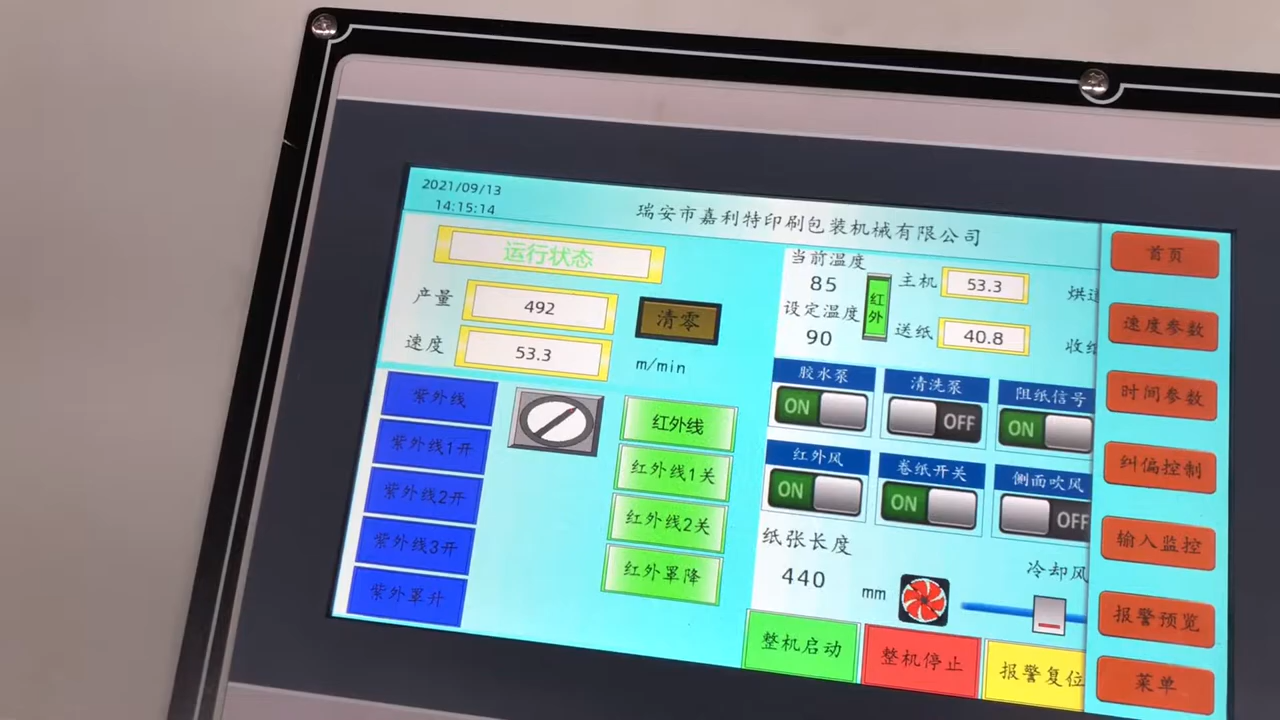 2021/09/13
14:15:14
瑞安市嘉利特印刷包装机械有限公司
运行状态
产量
492
清零
速度
53.3
m/min
当前温度
85
设定温度
90
红外
主机
53.3
送纸
40.8
烘道
收纸
紫外线
紫外线1开
紫外线2开
紫外线3开
紫外罩升
红外线
红外线1关
红外线2关
红外罩降
胶水泵
ON
清洗泵
OFF
阻纸信号
ON
红外风
ON
卷纸开关
ON
侧面吹风
OFF
纸张长度
440
mm
冷却风
整机启动
整机停止
报警复位
首页
速度参数
时间参数
纠偏控制
输入监控
报警预览
菜单